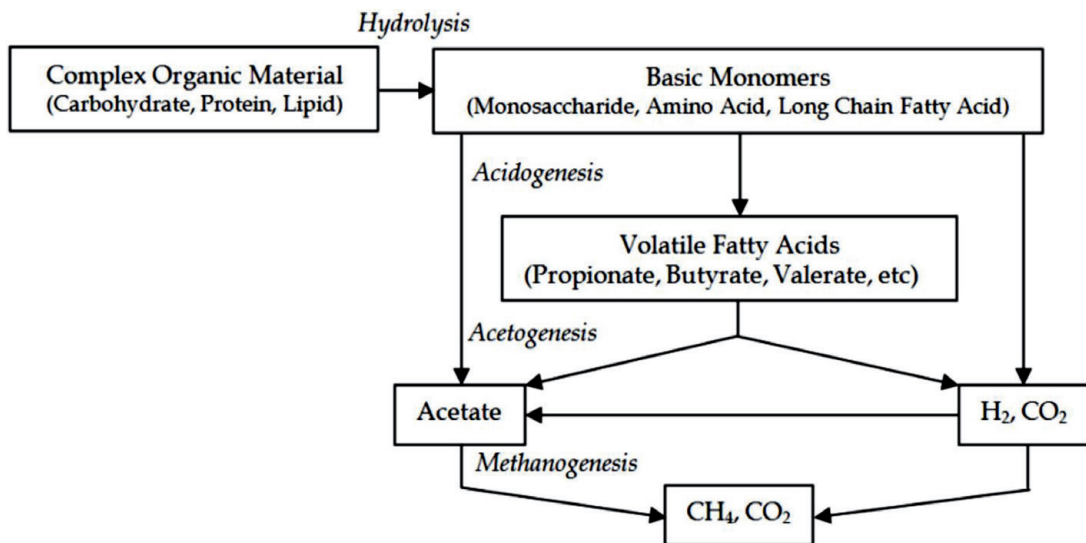 Hydrolysis
Complex Organic Material
(Carbohydrate, Protein, Lipid)
Basic Monomers
(Monosaccharide, Amino Acid, Long Chain Fatty Acid)
Acidogenesis
Volatile Fatty Acids
(Propionate, Butyrate, Valerate, etc)
Acetogenesis
Acetate
H₂, CO₂
Methanogenesis
CH₄, CO₂